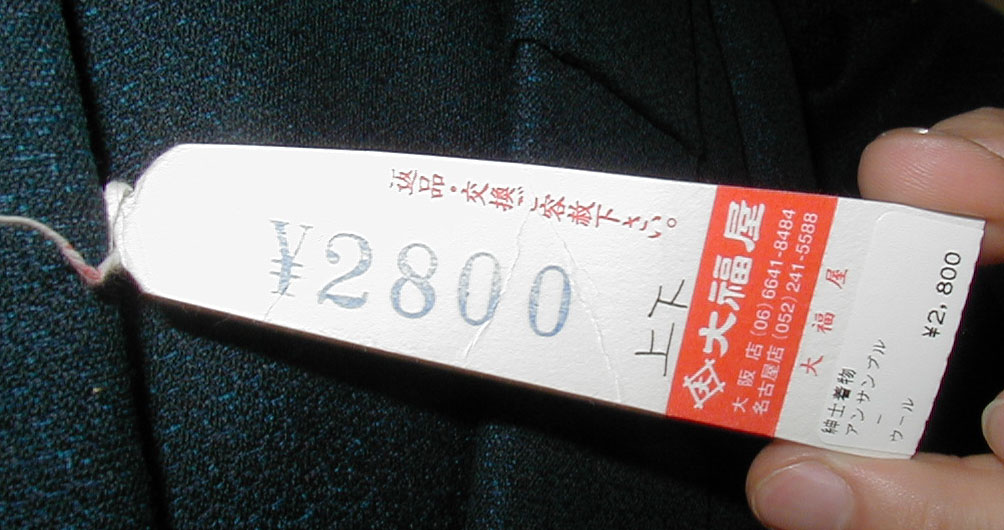 返品・交換ご容赦下さい。
¥2800
上下
大福屋
大阪店 (06) 6641-8484
名古屋店 (052) 241-5588
大福屋
紳士着物
アンサンブル
ー
ウール
¥2,800